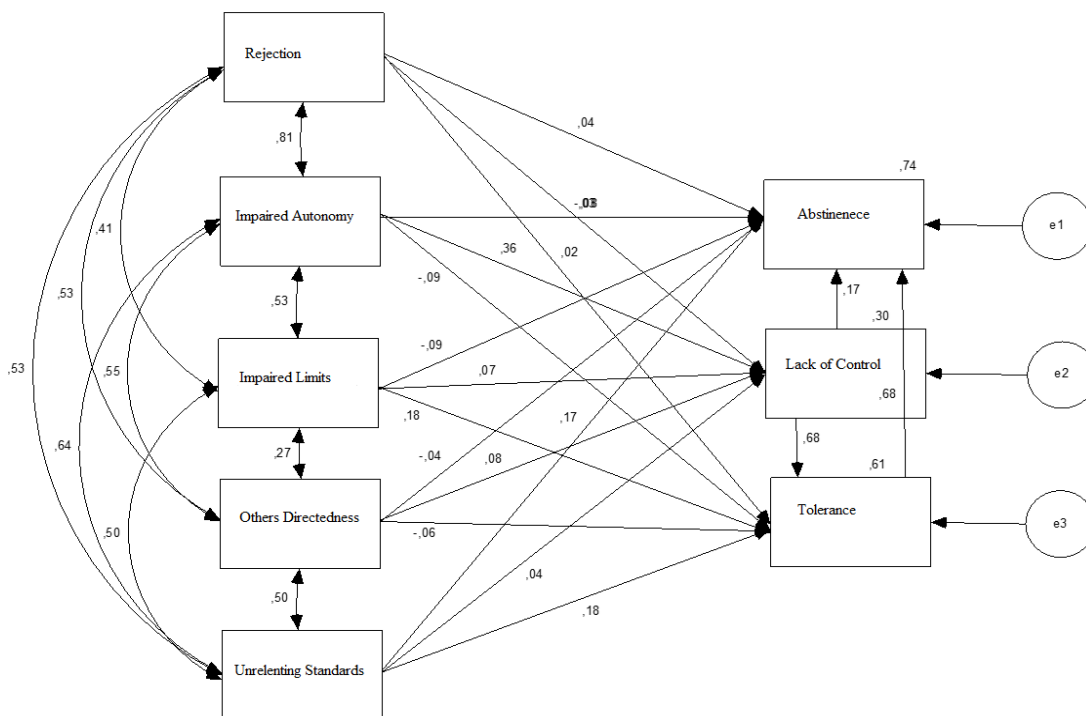 Rejection
,04
,81
,74
Impaired Autonomy
Abstinenece
e1
,41
,36
,02
-,09
,53
,53
,17
,30
Impaired Limits
Lack of Control
e2
,53
,55
-,09
,07
,68
,18
,17
,64
,27
-,04
,08
,68
,61
Others Directedness
Tolerance
e3
,50
-,06
,04
,50
,18
Unrelenting Standards